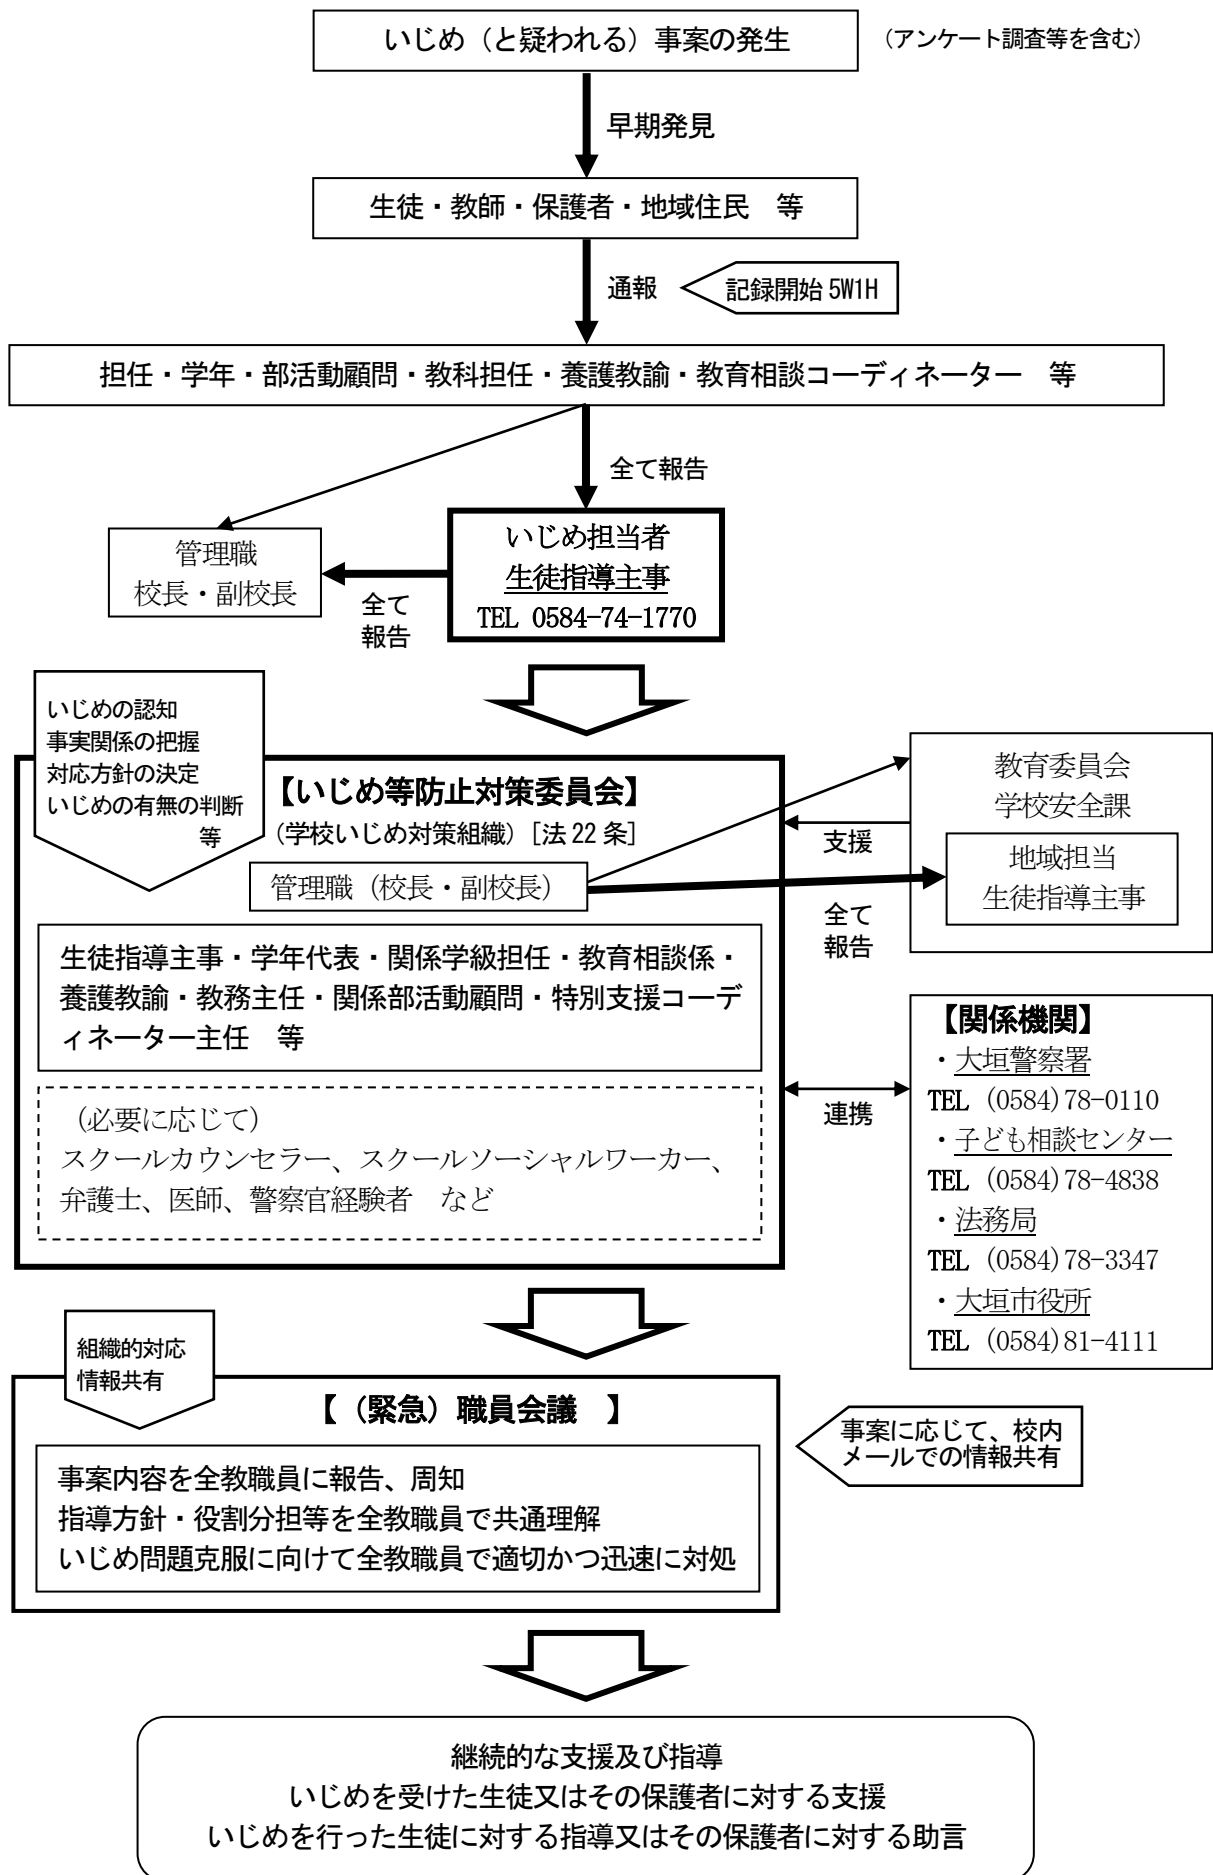 いじめ（と疑われる）事案の発生
（アンケート調査等を含む）
早期発見
生徒・教師・保護者・地域住民　等
通報
記録開始 5W1H
担任・学年・部活動顧問・教科担任・養護教諭・教育相談コーディネーター　等
全て報告
いじめ担当者
生徒指導主事
TEL 0584-74-1770
管理職
校長・副校長
全て
報告
いじめの認知
事実関係の把握
対応方針の決定
いじめの有無の判断
等
【いじめ等防止対策委員会】
（学校いじめ対策組織）［法 22 条］
管理職（校長・副校長）
生徒指導主事・学年代表・関係学級担任・教育相談係・
養護教諭・教務主任・関係部活動顧問・特別支援コーデ
ィネーター主任　等
（必要に応じて）
スクールカウンセラー、スクールソーシャルワーカー、
弁護士、医師、警察官経験者　など
教育委員会
学校安全課
地域担当
生徒指導主事
支援
全て
報告
連携
【関係機関】
・大垣警察署
TEL（0584）78-0110
・子ども相談センター
TEL（0584）78-4838
・法務局
TEL（0584）78-3347
・大垣市役所
TEL（0584）81-4111
組織的対応
情報共有
【（緊急）職員会議　】
事案内容を全教職員に報告、周知
指導方針・役割分担等を全教職員で共通理解
いじめ問題克服に向けて全教職員で適切かつ迅速に対処
事案に応じて、校内
メールでの情報共有
継続的な支援及び指導
いじめを受けた生徒又はその保護者に対する支援
いじめを行った生徒に対する指導又はその保護者に対する助言